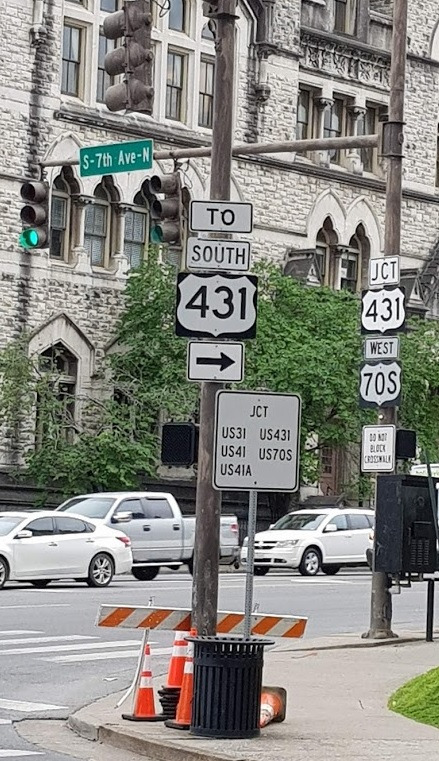 S-7th Ave-N
TO
SOUTH
431
JCT
US31 US431
US41 US70S
US41A
JCT
431
WEST
70S
DO NOT
BLOCK
CROSSWALK